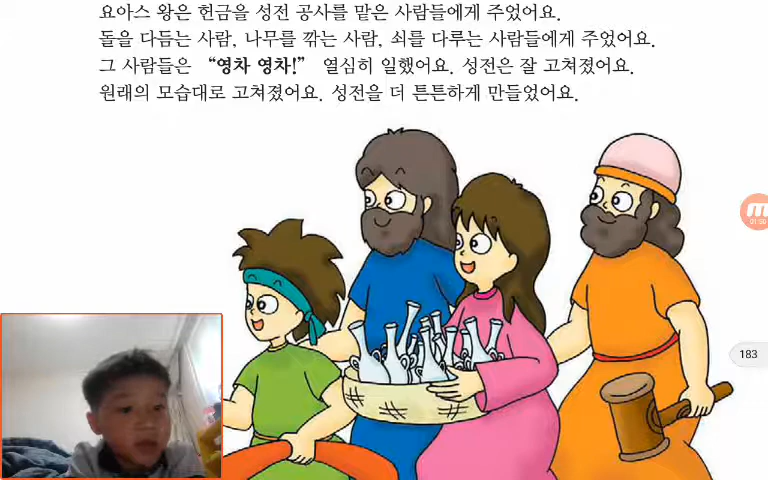 요아스 왕은 헌금을 성전 공사를 맡은 사람들에게 주었어요.
돌을 다듬는 사람, 나무를 깎는 사람, 쇠를 다루는 사람들에게 주었어요.
그 사람들은 “영차 영차!” 열심히 일했어요. 성전은 잘 고쳐졌어요.
원래의 모습대로 고쳐졌어요. 성전을 더 튼튼하게 만들었어요.
M
01:50
183